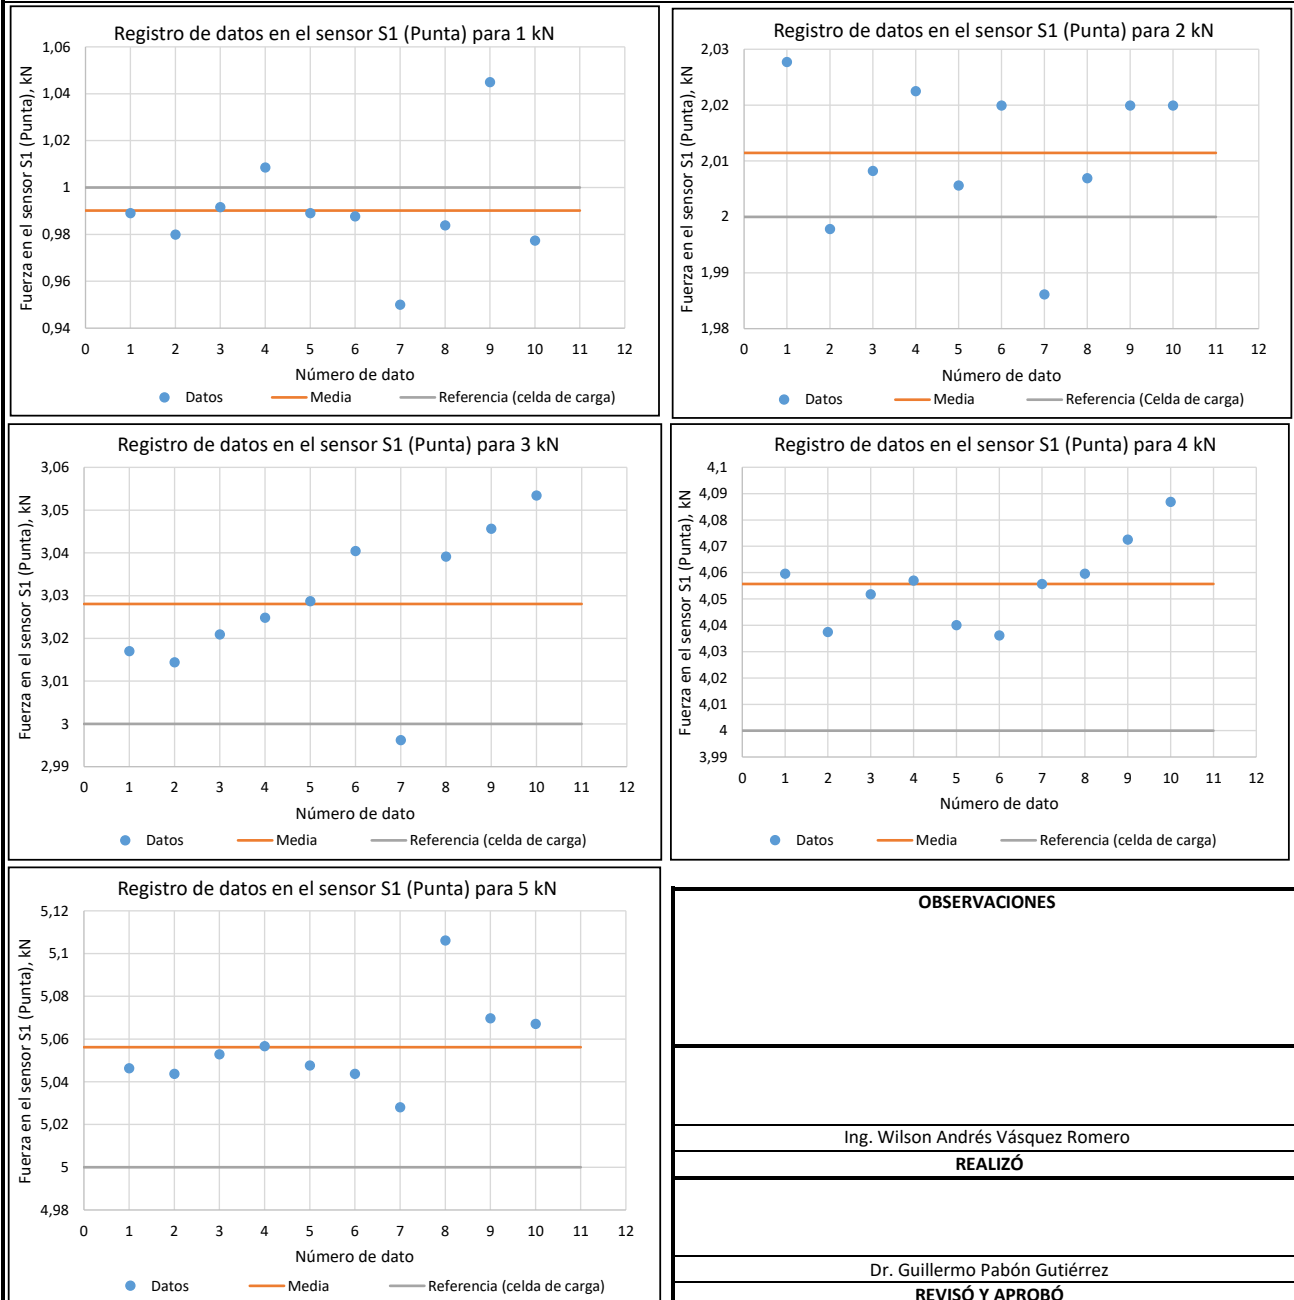 Registro de datos en el sensor S1 (Punta) para 1 kN
Fuerza en el sensor S1 (Punta), kN
1,06
1,04
1,02
1
0,98
0,96
0,94
0 1 2 3 4 5 6 7 8 9 10 11 12
Número de dato
Datos Media Referencia (celda de carga)
Registro de datos en el sensor S1 (Punta) para 2 kN
Fuerza en el sensor S1 (Punta), kN
2,03
2,02
2,01
2
1,99
1,98
0 1 2 3 4 5 6 7 8 9 10 11 12
Número de dato
Datos Media Referencia (Celda de carga)
Registro de datos en el sensor S1 (Punta) para 3 kN
Fuerza en el sensor S1 (Punta), kN
3,06
3,05
3,04
3,03
3,02
3,01
3
2,99
0 1 2 3 4 5 6 7 8 9 10 11 12
Número de dato
Datos Media Referencia (celda de carga)
Registro de datos en el sensor S1 (Punta) para 4 kN
Fuerza en el sensor S1 (Punta), kN
4,1
4,09
4,08
4,07
4,06
4,05
4,04
4,03
4,02
4,01
4
3,99
0 1 2 3 4 5 6 7 8 9 10 11 12
Número de dato
Datos Media Referencia (celda de carga)
Registro de datos en el sensor S1 (Punta) para 5 kN
Fuerza en el sensor S1 (Punta), kN
5,12
5,1
5,08
5,06
5,04
5,02
5
4,98
0 1 2 3 4 5 6 7 8 9 10 11 12
Número de dato
Datos Media Referencia (celda de carga)
OBSERVACIONES
Ing. Wilson Andrés Vásquez Romero
REALIZÓ
Dr. Guillermo Pabón Gutiérrez
REVISÓ Y APROBÓ